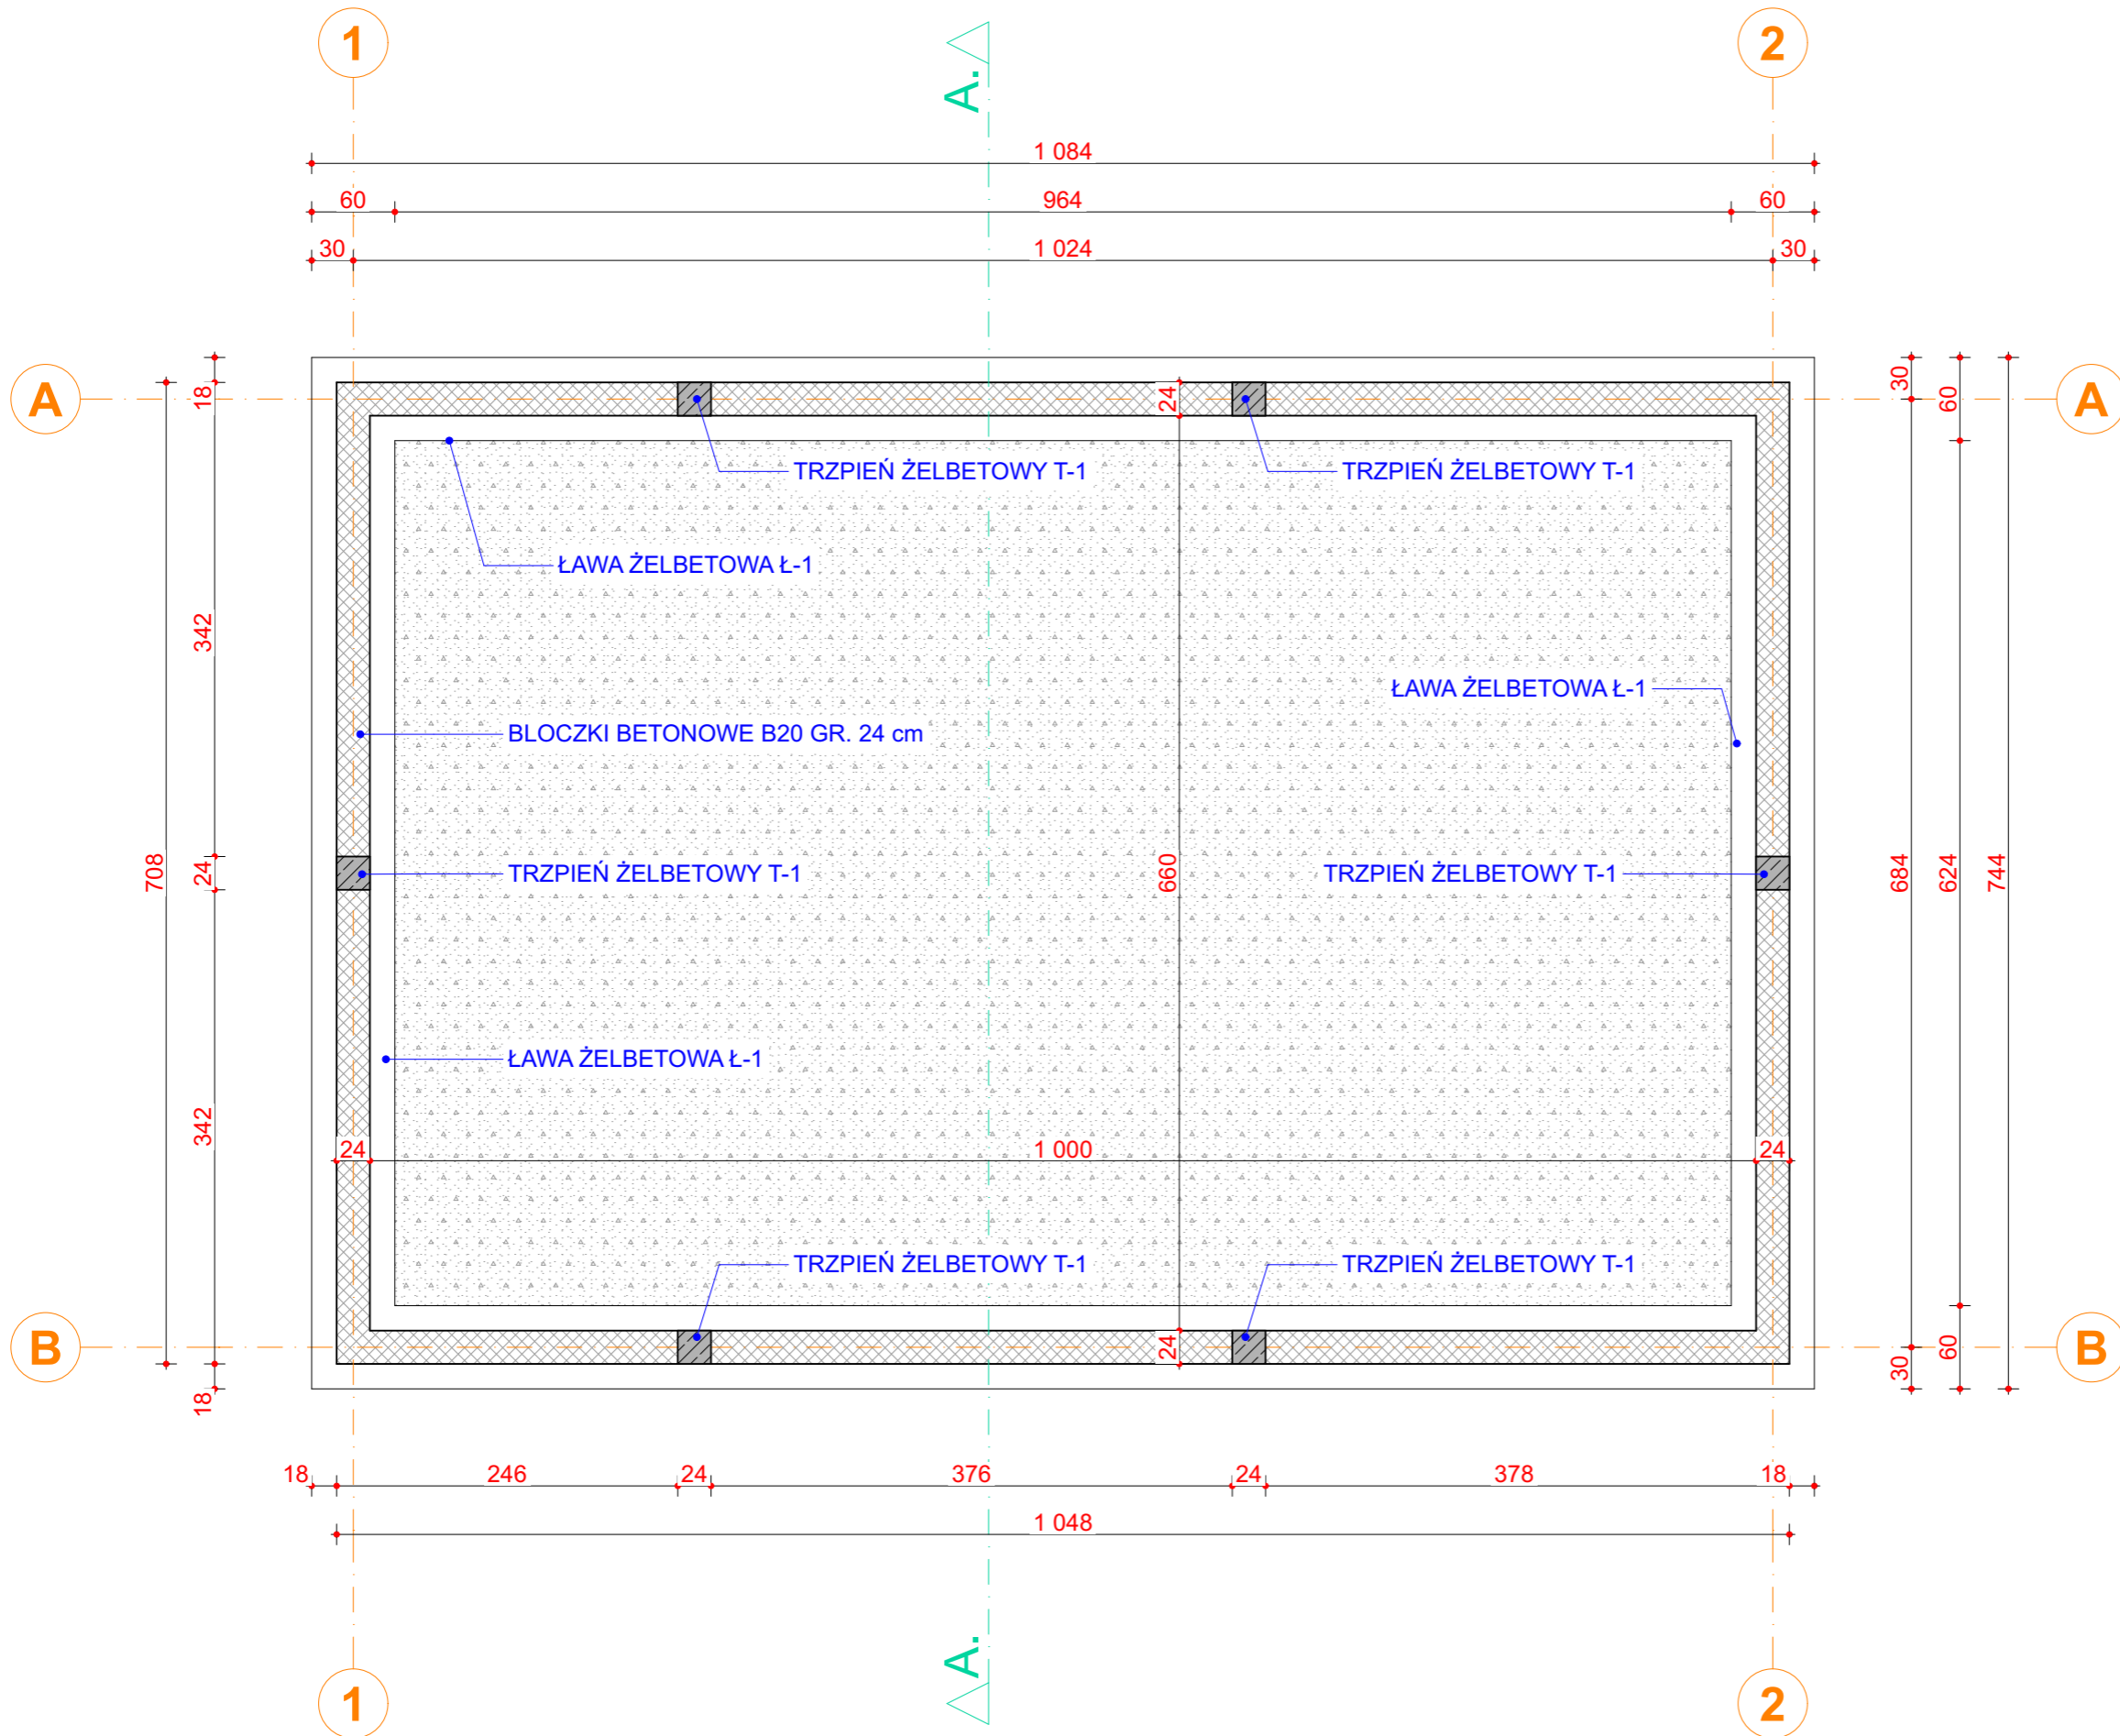 1
2
A.
1 084
60
964
60
30
1 024
30
A
A
18
24
30
60
TRZPIEŃ ŻELBETOWY T-1
TRZPIEŃ ŻELBETOWY T-1
ŁAWA ŻELBETOWA Ł-1
342
ŁAWA ŻELBETOWA Ł-1
BLOCZKI BETONOWE B20 GR. 24 cm
708
24
TRZPIEŃ ŻELBETOWY T-1
660
TRZPIEŃ ŻELBETOWY T-1
684
624
744
ŁAWA ŻELBETOWA Ł-1
342
24
1 000
24
TRZPIEŃ ŻELBETOWY T-1
TRZPIEŃ ŻELBETOWY T-1
B
B
18
24
30
60
18
246
24
376
24
378
18
1 048
A.
1
2